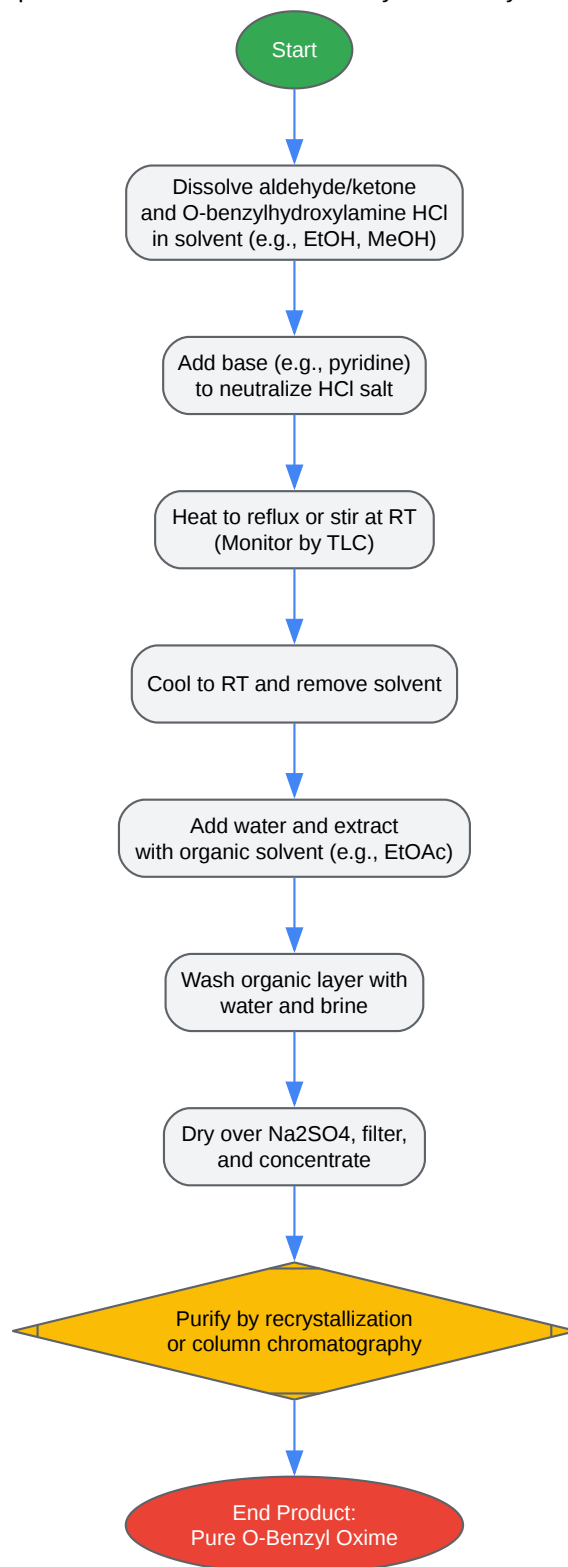 Start
Dissolve aldehyde/ketone
and O-benzylhydroxylamine HCl
in solvent (e.g., EtOH, MeOH)
Add base (e.g., pyridine)
to neutralize HCl salt
Heat to reflux or stir at RT
(Monitor by TLC)
Cool to RT and remove solvent
Add water and extract
with organic solvent (e.g., EtOAc)
Wash organic layer with
water and brine
Dry over Na2SO4, filter,
and concentrate
Purify by recrystallization
or column chromatography
End Product:
Pure O-Benzyl Oxime